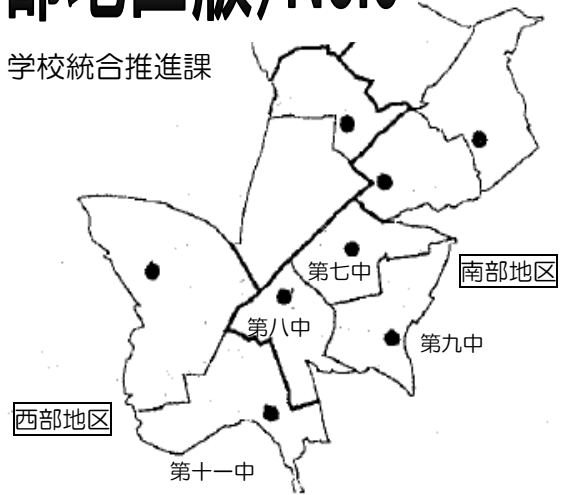 学校統合推進課
第七中
南部地区
第八中
第九中
西部地区
第十一中